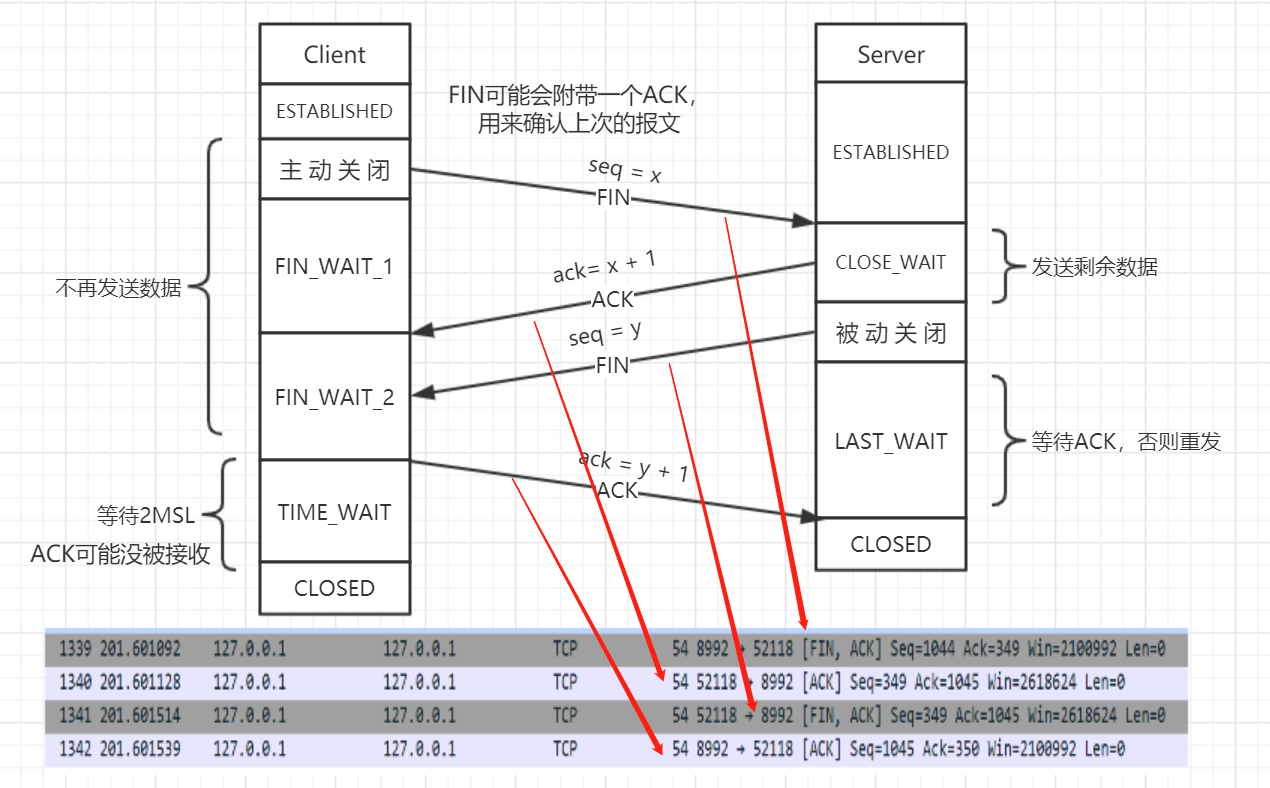 Client
Server
ESTABLISHED
FIN可能会附带一个ACK，
用来确认上次的报文
ESTABLISHED
主 动 关 闭
seq = x
FIN
FIN_WAIT_1
不再发送数据
ack= x + 1
ACK
CLOSE_WAIT
发送剩余数据
seq = y
FIN
被 动 关 闭
FIN_WAIT_2
LAST_WAIT
等待ACK，否则重发
ack = y + 1
ACK
TIME_WAIT
等待2MSL
ACK可能没被接收
CLOSED
CLOSED
1339 201.601092 127.0.0.1 127.0.0.1 TCP 54 8992 → 52118 [FIN, ACK] Seq=1044 Ack=349 Win=2100992 Len=0
1340 201.601128 127.0.0.1 127.0.0.1 TCP 54 52118 → 8992 [ACK] Seq=349 Ack=1045 Win=2618624 Len=0
1341 201.601514 127.0.0.1 127.0.0.1 TCP 54 52118 → 8992 [FIN, ACK] Seq=349 Ack=1045 Win=2618624 Len=0
1342 201.601539 127.0.0.1 127.0.0.1 TCP 54 8992 → 52118 [ACK] Seq=1045 Ack=350 Win=2100992 Len=0